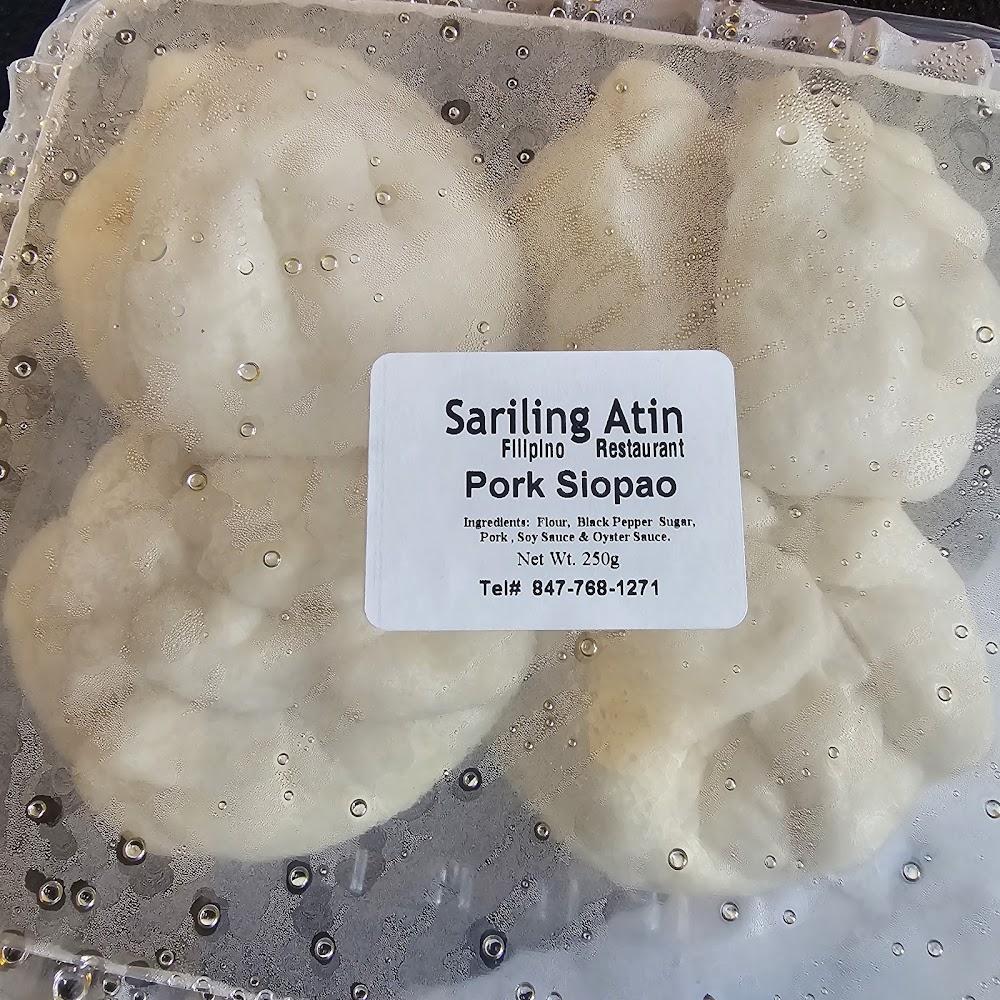 Sariling Atin
Filipino Restaurant
Pork Siopao
Ingredients: Flour, Black Pepper Sugar,
Pork , Soy Sauce & Oyster Sauce.
Net Wt. 250g
Tel# 847-768-1271